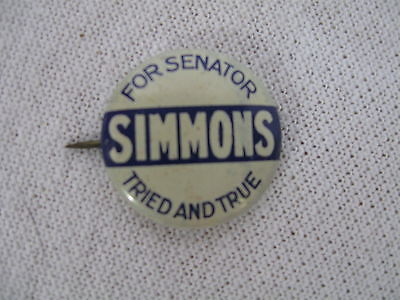 FOR SENATOR
SIMMONS
TRIED AND TRUE